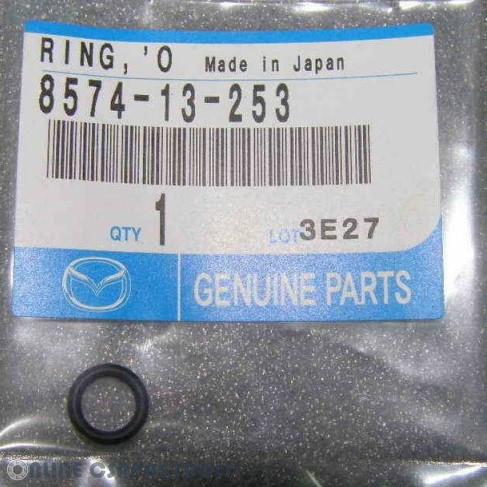 RING, 'O Made in Japan
8574-13-253
QTY 1 LOT 3E27
GENUINE PARTS